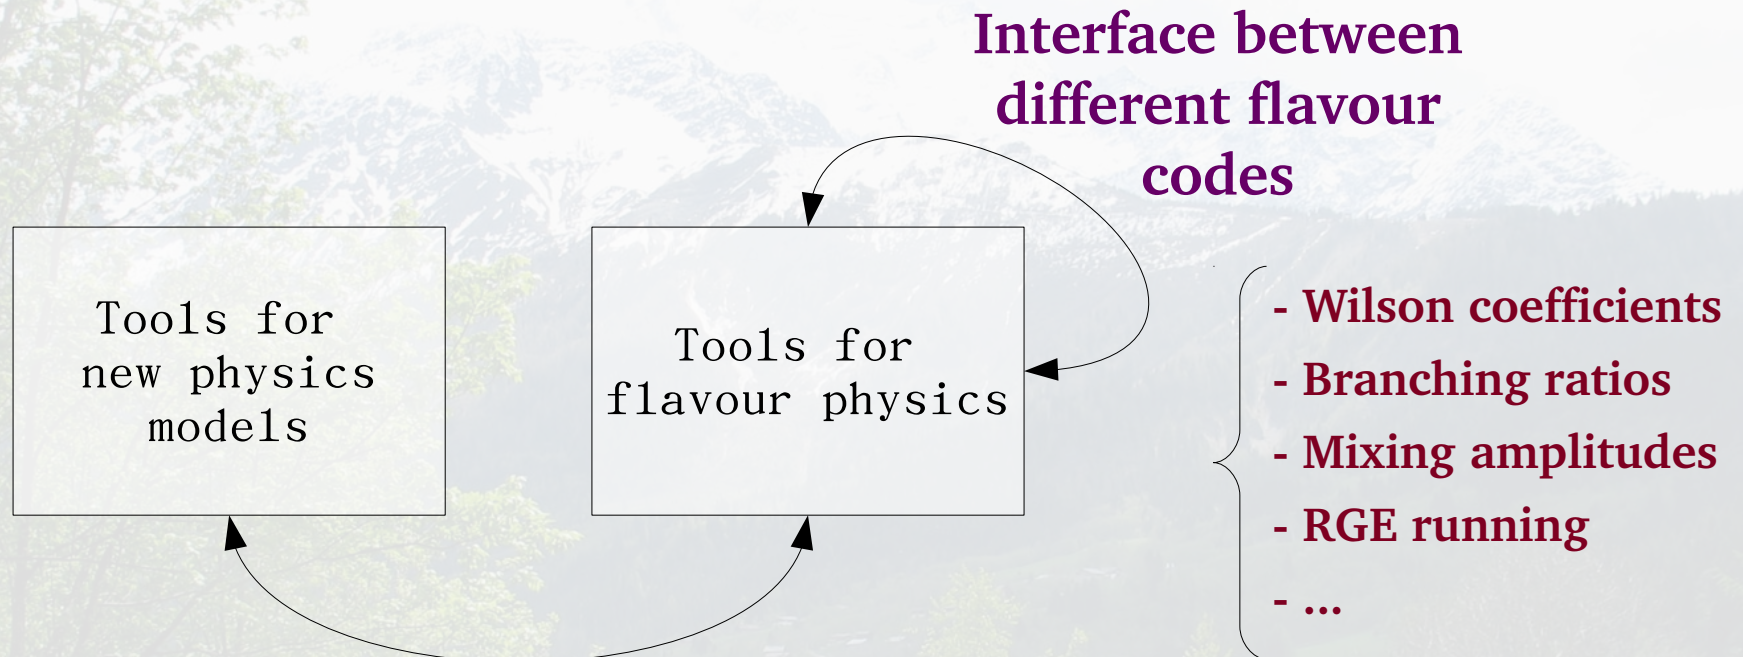 Interface between
different flavour
codes
Tools for
new physics
models
Tools for
flavour physics
- Wilson coefficients
- Branching ratios
- Mixing amplitudes
- RGE running
- ...